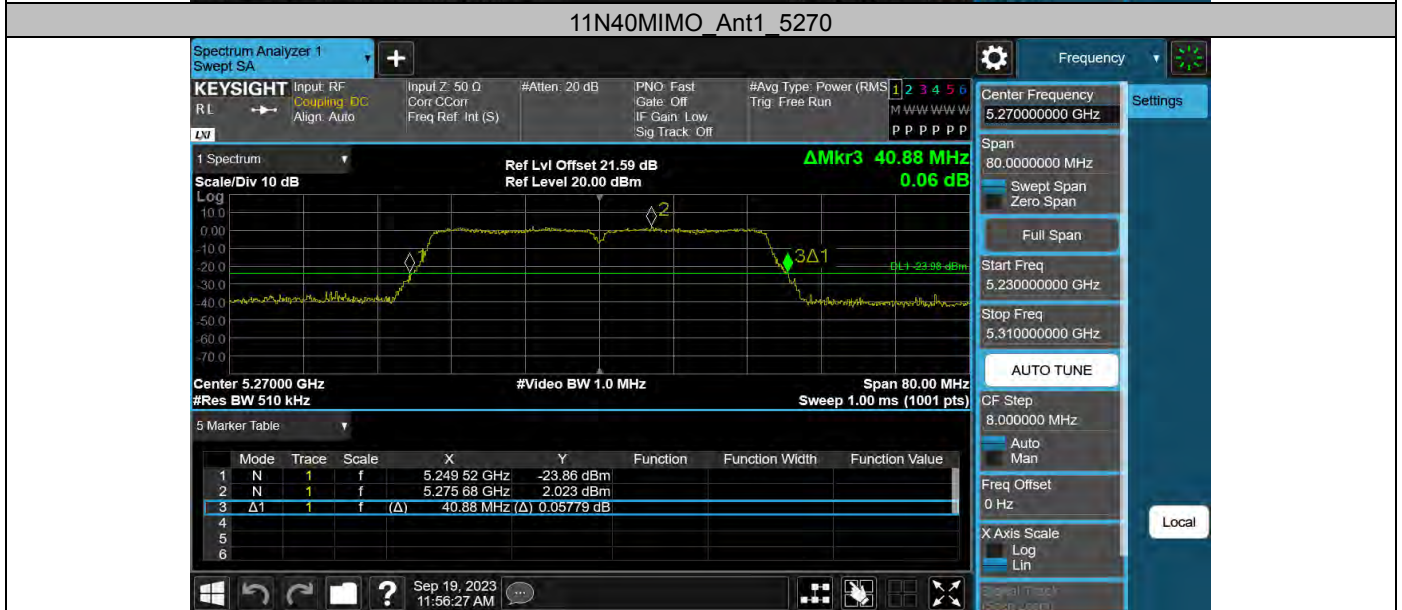 11N40MIMO_Ant1_5270
Spectrum Analyzer 1
Swept SA
+
Frequency
KEYSIGHT
RL
LXI
Input: RF
Coupling: DC
Align: Auto
Input Z: 50 Ω
Corr CCorr
Freq Ref: Int (S)
#Atten: 20 dB
PNO: Fast
Gate: Off
IF Gain: Low
Sig Track: Off
#Avg Type: Power (RMS
Trig: Free Run
1 2 3 4 5 6
M W W W W W
P P P P P P
Center Frequency
5.270000000 GHz
Settings
Span
80.0000000 MHz
Swept Span
Zero Span
Full Span
Start Freq
5.230000000 GHz
Stop Freq
5.310000000 GHz
AUTO TUNE
CF Step
8.000000 MHz
Auto
Man
Freq Offset
0 Hz
X Axis Scale
Log
Lin
Signal Track
Local
1 Spectrum
Scale/Div 10 dB
Ref Lvl Offset 21.59 dB
Ref Level 20.00 dBm
ΔMkr3 40.88 MHz
0.06 dB
Log
10.0
0.00
-10.0
-20.0
-30.0
-40.0
-50.0
-60.0
-70.0
1
2
3Δ1
DL1 -23.98 dBm
Center 5.27000 GHz
#Video BW 1.0 MHz
Span 80.00 MHz
#Res BW 510 kHz
Sweep 1.00 ms (1001 pts)
5 Marker Table
Mode Trace Scale X Y Function Function Width Function Value
1 N 1 f 5.249 52 GHz -23.86 dBm
2 N 1 f 5.275 68 GHz 2.023 dBm
3 Δ1 1 f (Δ) 40.88 MHz (Δ) 0.05779 dB
4
5
6
?
Sep 19, 2023
11:56:27 AM